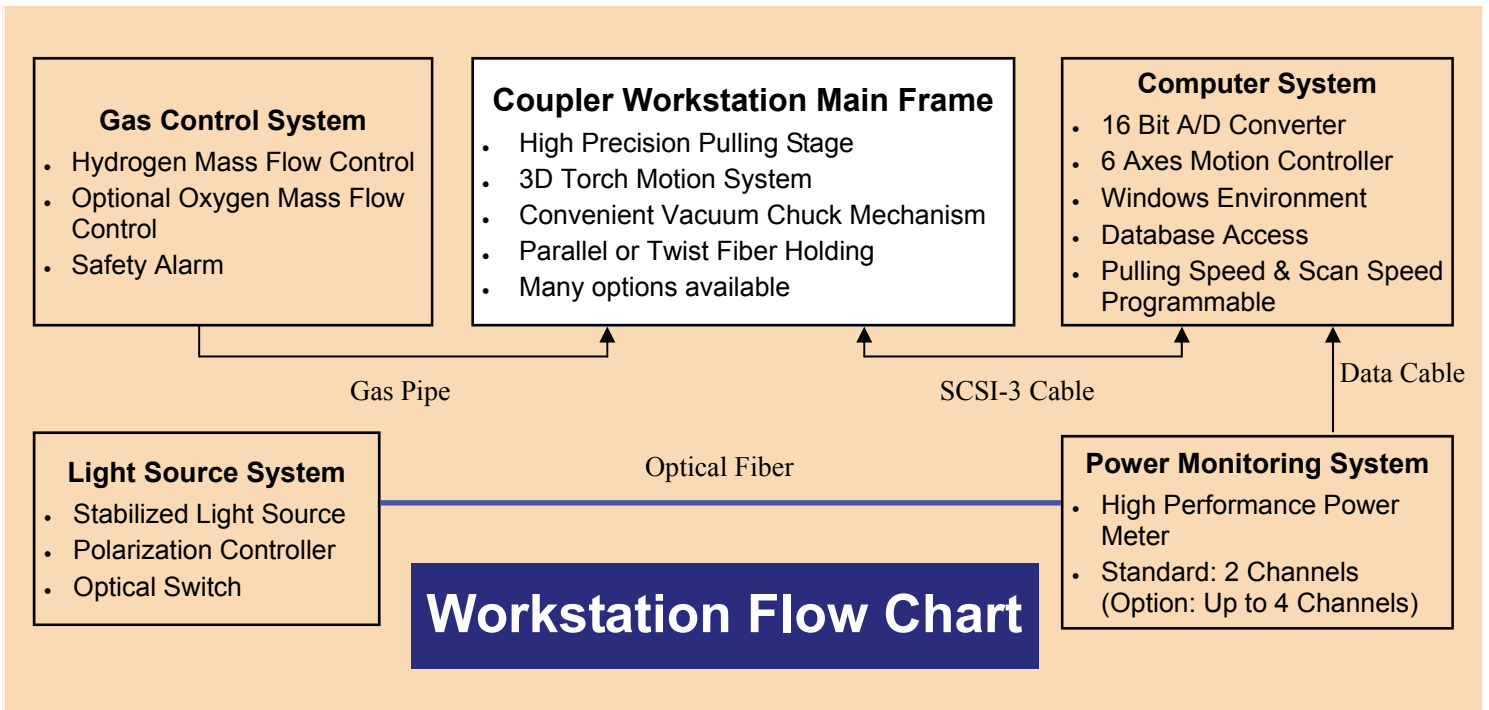 Gas Control System
• Hydrogen Mass Flow Control
• Optional Oxygen Mass Flow
Control
• Safety Alarm
Coupler Workstation Main Frame
• High Precision Pulling Stage
• 3D Torch Motion System
• Convenient Vacuum Chuck Mechanism
• Parallel or Twist Fiber Holding
• Many options available
Computer System
• 16 Bit A/D Converter
• 6 Axes Motion Controller
• Windows Environment
• Database Access
• Pulling Speed & Scan Speed
Programmable
Gas Pipe
SCSI-3 Cable
Data Cable
Light Source System
• Stabilized Light Source
• Polarization Controller
• Optical Switch
Optical Fiber
Power Monitoring System
• High Performance Power
Meter
• Standard: 2 Channels
(Option: Up to 4 Channels)
Workstation Flow Chart